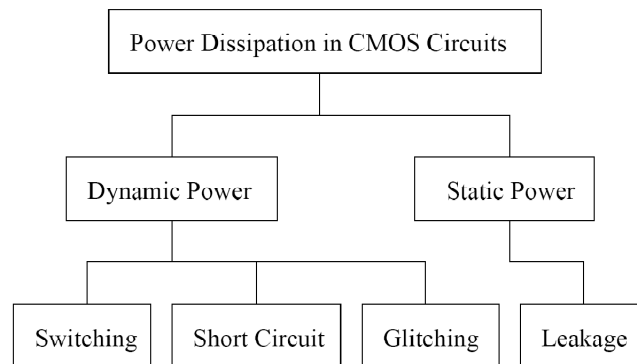 Power Dissipation in CMOS Circuits
Dynamic Power
Static Power
Switching
Short Circuit
Glitching
Leakage